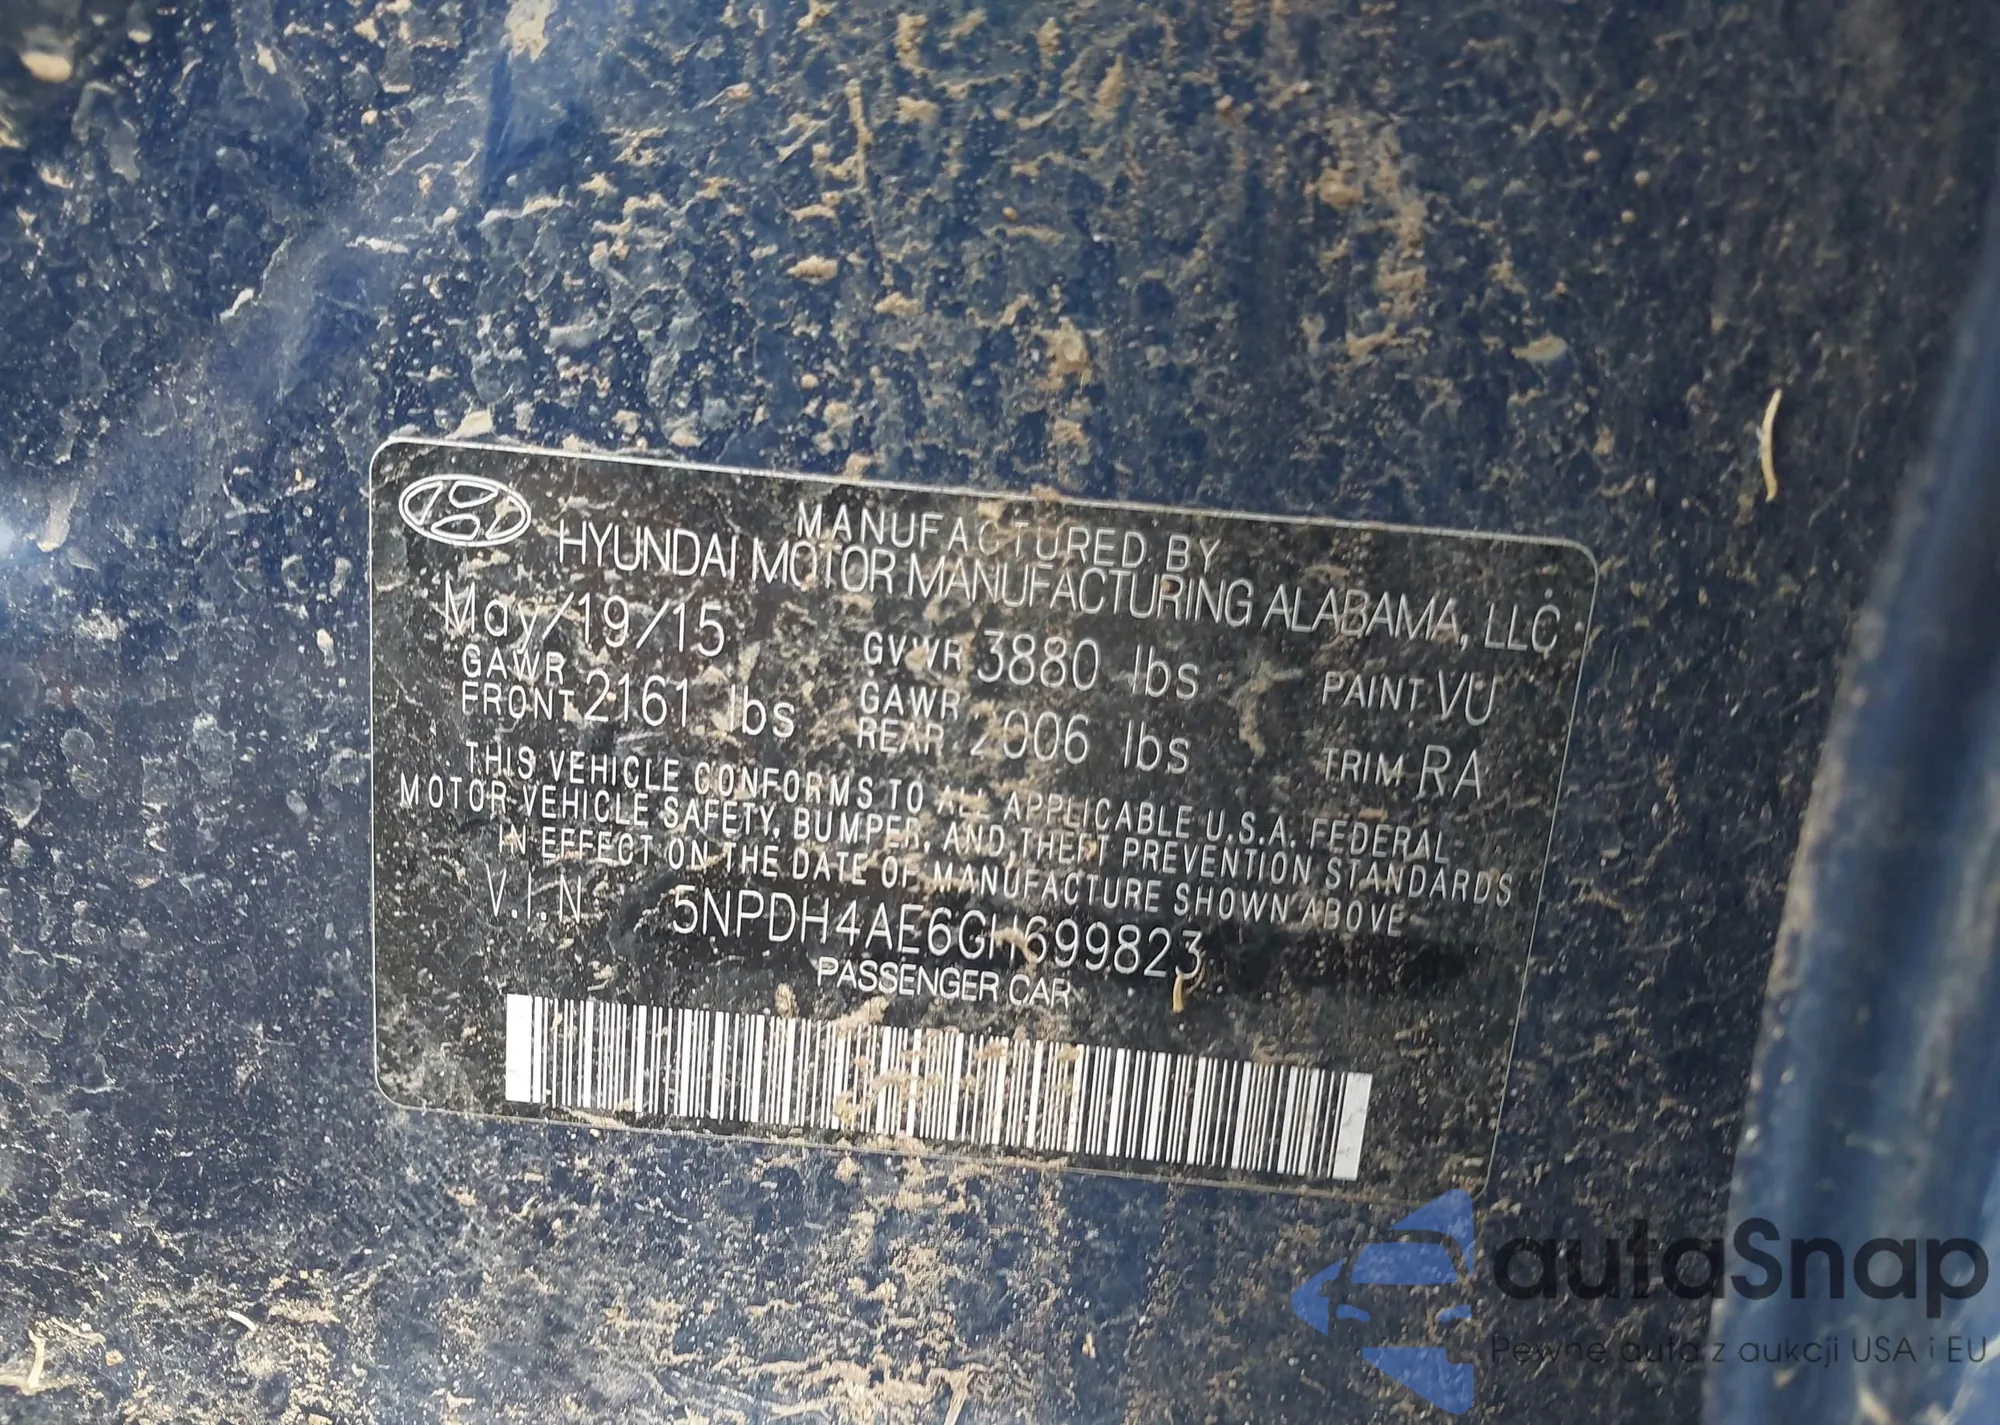 MANUFACTURED BY
HYUNDAI MOTOR MANUFACTURING ALABAMA, LLC
May/19/15 GVWR 3880 lbs PAINT VU
GAWR FRONT 2161 lbs GAWR REAR 2006 lbs TRIM RA
THIS VEHICLE CONFORMS TO ALL APPLICABLE U.S.A. FEDERAL
MOTOR VEHICLE SAFETY, BUMPER, AND THEFT PREVENTION STANDARDS
IN EFFECT ON THE DATE OF MANUFACTURE SHOWN ABOVE
V.I.N 5NPDH4AE6GH699823
PASSENGER CAR
autaSnap
Pewne auta z aukcji USA i EU